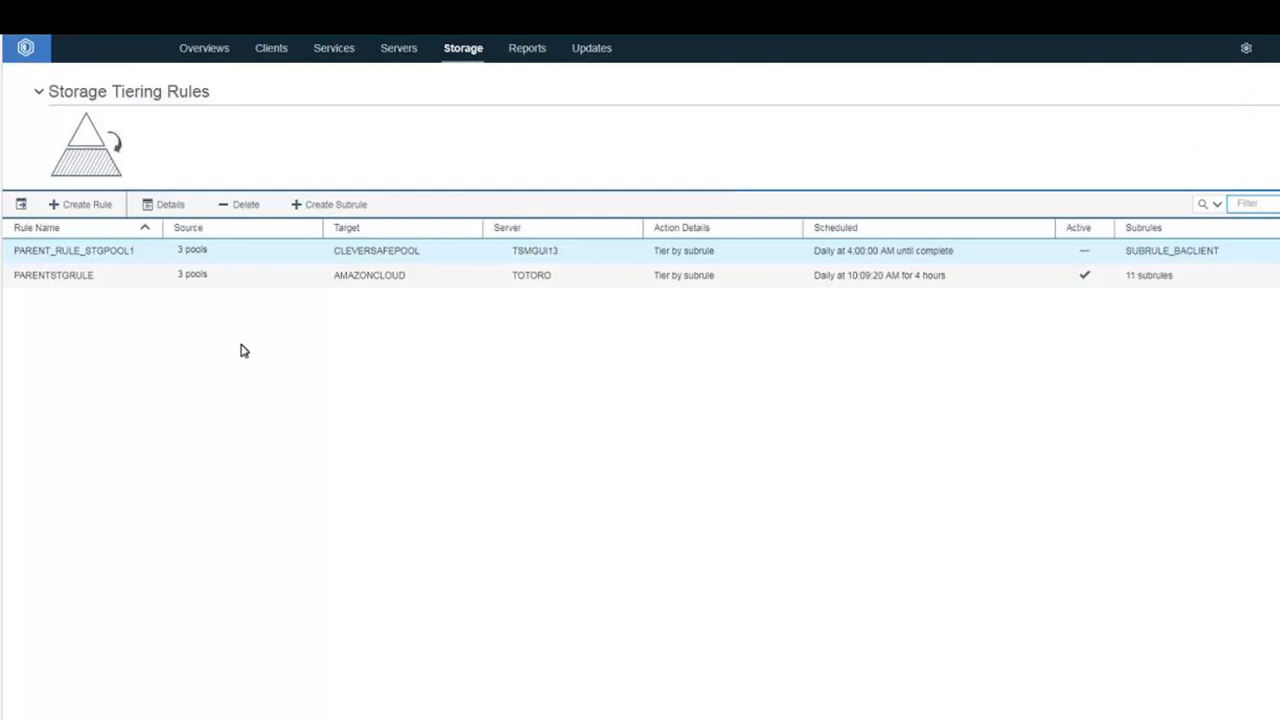 Overviews Clients Services Servers Storage Reports Updates
Storage Tiering Rules
Create Rule Details Delete Create Subrule Filter
Rule Name Source Target Server Action Details Scheduled Active Subrules
PARENT_RULE_STGPOOL1 3 pools CLEVERSAFEPOOL TSMGUI13 Tier by subrule Daily at 4:00:00 AM until complete — SUBRULE_BACLIENT
PARENTSTGRULE 3 pools AMAZONCLOUD TOTORO Tier by subrule Daily at 10:09:20 AM for 4 hours 11 subrules